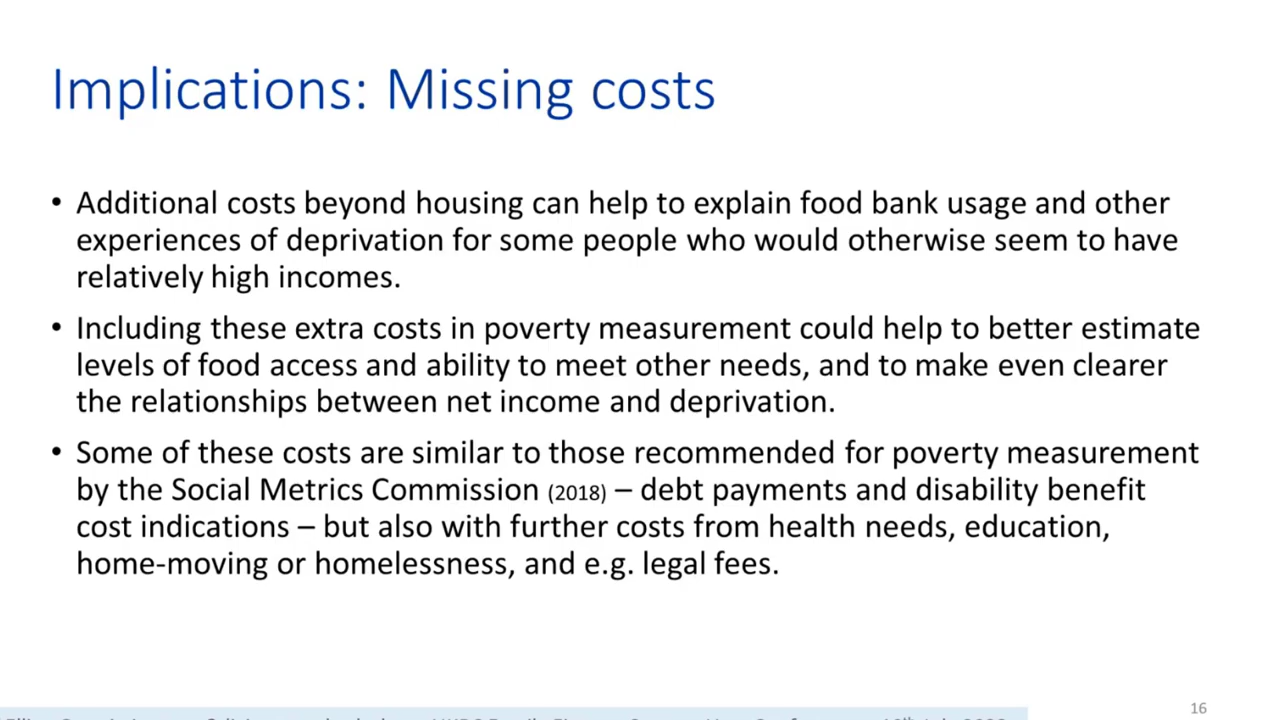 Implications: Missing costs
• Additional costs beyond housing can help to explain food bank usage and other
experiences of deprivation for some people who would otherwise seem to have
relatively high incomes.
• Including these extra costs in poverty measurement could help to better estimate
levels of food access and ability to meet other needs, and to make even clearer
the relationships between net income and deprivation.
• Some of these costs are similar to those recommended for poverty measurement
by the Social Metrics Commission (2018) – debt payments and disability benefit
cost indications – but also with further costs from health needs, education,
home-moving or homelessness, and e.g. legal fees.
16